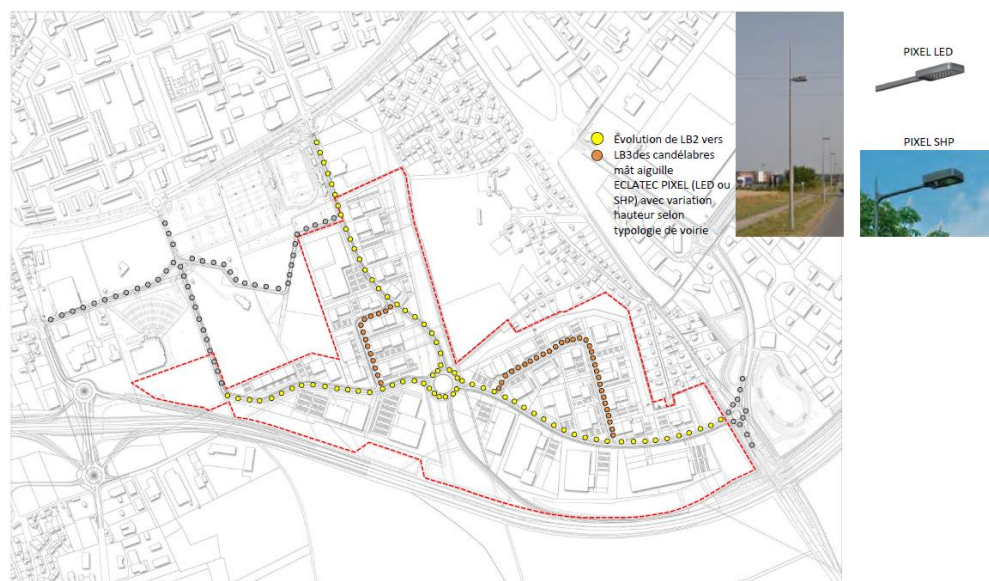 PIXEL LED
PIXEL SHP
Évolution de LB2 vers
LB3des candélabres
mât aiguille
ECLATEC PIXEL (LED ou
SHP) avec variation
hauteur selon
typologie de voirie